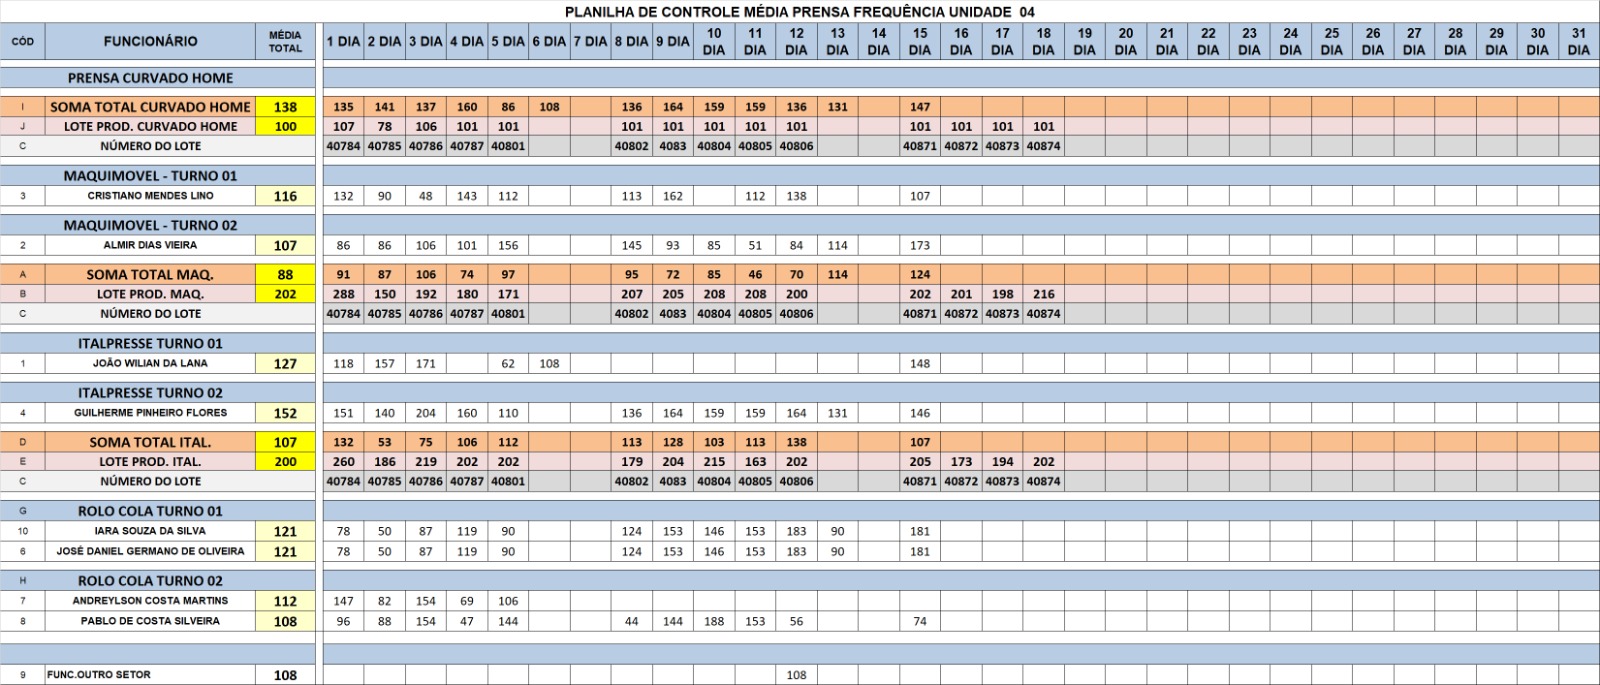 PLANILHA DE CONTROLE MÉDIA PRENSA FREQUÊNCIA UNIDADE 04
CÓD FUNCIONÁRIO MÉDIA TOTAL 1 DIA 2 DIA 3 DIA 4 DIA 5 DIA 6 DIA 7 DIA 8 DIA 9 DIA 10 DIA 11 DIA 12 DIA 13 DIA 14 DIA 15 DIA 16 DIA 17 DIA 18 DIA 19 DIA 20 DIA 21 DIA 22 DIA 23 DIA 24 DIA 25 DIA 26 DIA 27 DIA 28 DIA 29 DIA 30 DIA 31 DIA
PRENSA CURVADO HOME
I SOMA TOTAL CURVADO HOME 138 135 141 137 160 86 108 136 164 159 159 136 131 147
J LOTE PROD. CURVADO HOME 100 107 78 106 101 101 101 101 101 101 101 101 101 101 101
C NÚMERO DO LOTE 40784 40785 40786 40787 40801 40802 4083 40804 40805 40806 40871 40872 40873 40874
MAQUIMOVEL - TURNO 01
3 CRISTIANO MENDES LINO 116 132 90 48 143 112 113 162 112 138 107
MAQUIMOVEL - TURNO 02
2 ALMIR DIAS VIEIRA 107 86 86 106 101 156 145 93 85 51 84 114 173
A SOMA TOTAL MAQ. 88 91 87 106 74 97 95 72 85 46 70 114 124
B LOTE PROD. MAQ. 202 288 150 192 180 171 207 205 208 208 200 202 201 198 216
C NÚMERO DO LOTE 40784 40785 40786 40787 40801 40802 4083 40804 40805 40806 40871 40872 40873 40874
ITALPRESSE TURNO 01
1 JOÃO WILIAN DA LANA 127 118 157 171 62 108 148
ITALPRESSE TURNO 02
4 GUILHERME PINHEIRO FLORES 152 151 140 204 160 110 136 164 159 159 164 131 146
D SOMA TOTAL ITAL. 107 132 53 75 106 112 113 128 103 113 138 107
E LOTE PROD. ITAL. 200 260 186 219 202 202 179 204 215 163 202 205 173 194 202
C NÚMERO DO LOTE 40784 40785 40786 40787 40801 40802 4083 40804 40805 40806 40871 40872 40873 40874
G ROLO COLA TURNO 01
10 IARA SOUZA DA SILVA 121 78 50 87 119 90 124 153 146 153 183 90 181
6 JOSÉ DANIEL GERMANO DE OLIVEIRA 121 78 50 87 119 90 124 153 146 153 183 90 181
H ROLO COLA TURNO 02
7 ANDREYLSON COSTA MARTINS 112 147 82 154 69 106
8 PABLO DE COSTA SILVEIRA 108 96 88 154 47 144 44 144 188 153 56 74
9 FUNC.OUTRO SETOR 108 108